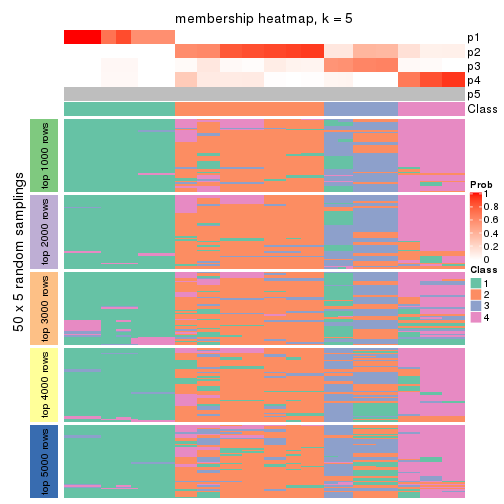 membership heatmap, k = 5
p1
p2
p3
p4
p5
Class
50 x 5 random samplings
top 1000 rows
top 2000 rows
top 3000 rows
top 4000 rows
top 5000 rows
Prob
1
0.8
0.6
0.4
0.2
0
Class
1
2
3
4